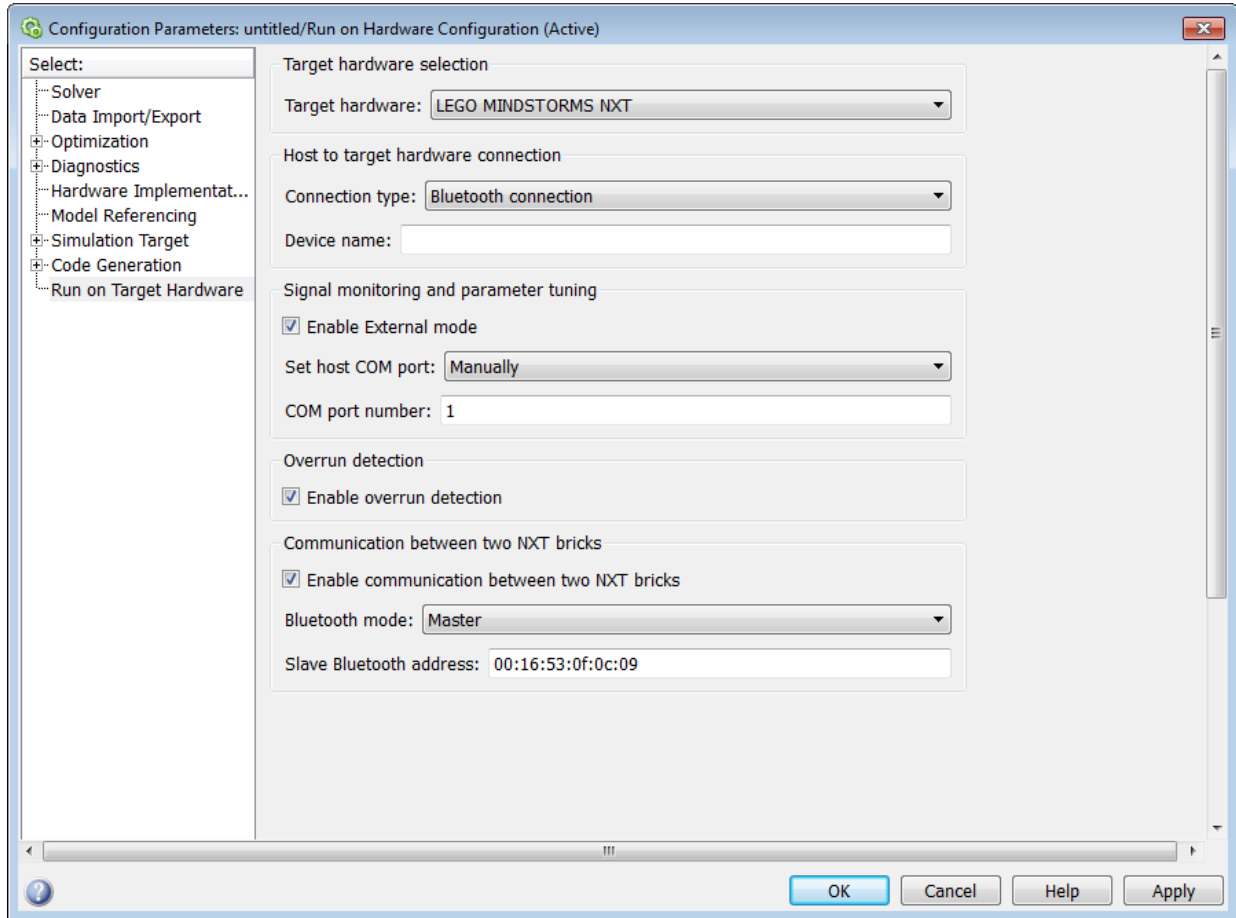 Configuration Parameters: untitled/Run on Hardware Configuration (Active)
Select:
Solver
Data Import/Export
Optimization
Diagnostics
Hardware Implementat...
Model Referencing
Simulation Target
Code Generation
Run on Target Hardware
Target hardware selection
Target hardware: LEGO MINDSTORMS NXT
Host to target hardware connection
Connection type: Bluetooth connection
Device name:
Signal monitoring and parameter tuning
Enable External mode
Set host COM port: Manually
COM port number: 1
Overrun detection
Enable overrun detection
Communication between two NXT bricks
Enable communication between two NXT bricks
Bluetooth mode: Master
Slave Bluetooth address: 00:16:53:0f:0c:09
OK Cancel Help Apply